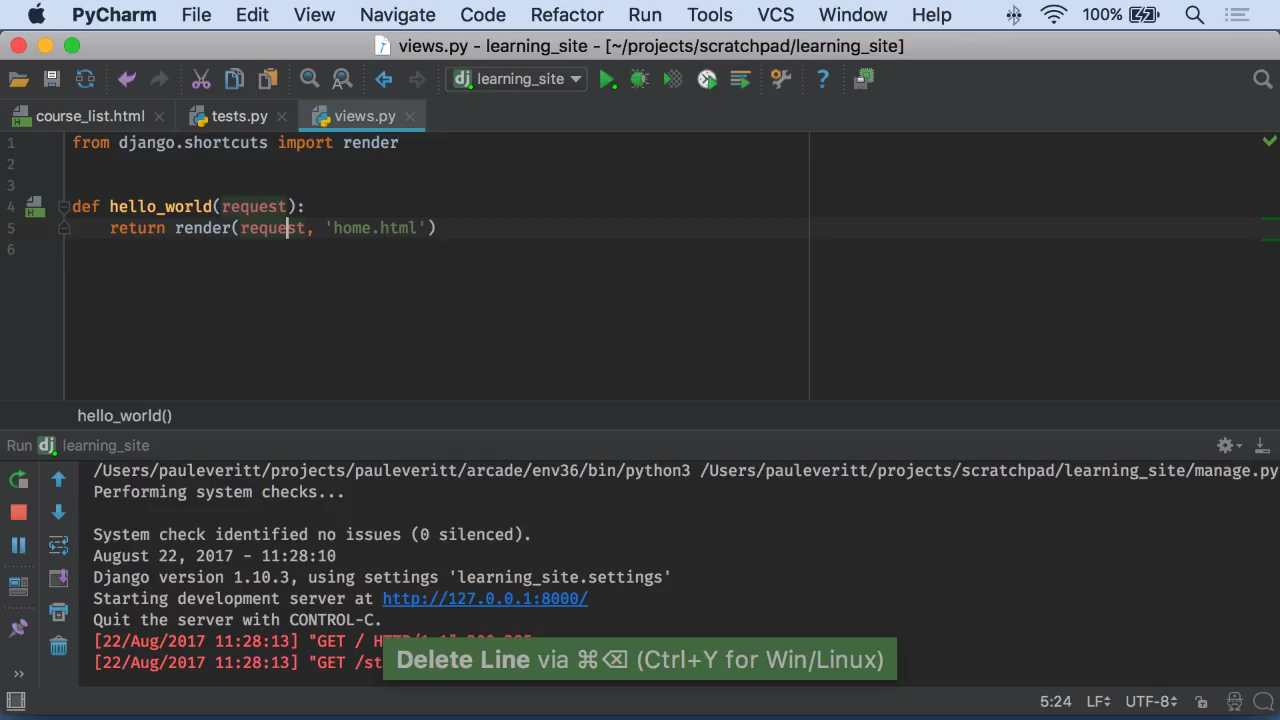 PyCharm File Edit View Navigate Code Refactor Run Tools VCS Window Help 100%
views.py - learning_site - [~/projects/scratchpad/learning_site]
dj learning_site
course_list.html tests.py views.py
1 from django.shortcuts import render
2
3
4 def hello_world(request):
5 return render(request, 'home.html')
6
hello_world()
Run dj learning_site
/Users/pauleveritt/projects/pauleveritt/arcade/env36/bin/python3 /Users/pauleveritt/projects/scratchpad/learning_site/manage.py
Performing system checks...
System check identified no issues (0 silenced).
August 22, 2017 - 11:28:10
Django version 1.10.3, using settings 'learning_site.settings'
Starting development server at http://127.0.0.1:8000/
Quit the server with CONTROL-C.
[22/Aug/2017 11:28:13] "GET / 
[22/Aug/2017 11:28:13] "GET /st
Delete Line via ⌘⌫ (Ctrl+Y for Win/Linux)
5:24 LF UTF-8